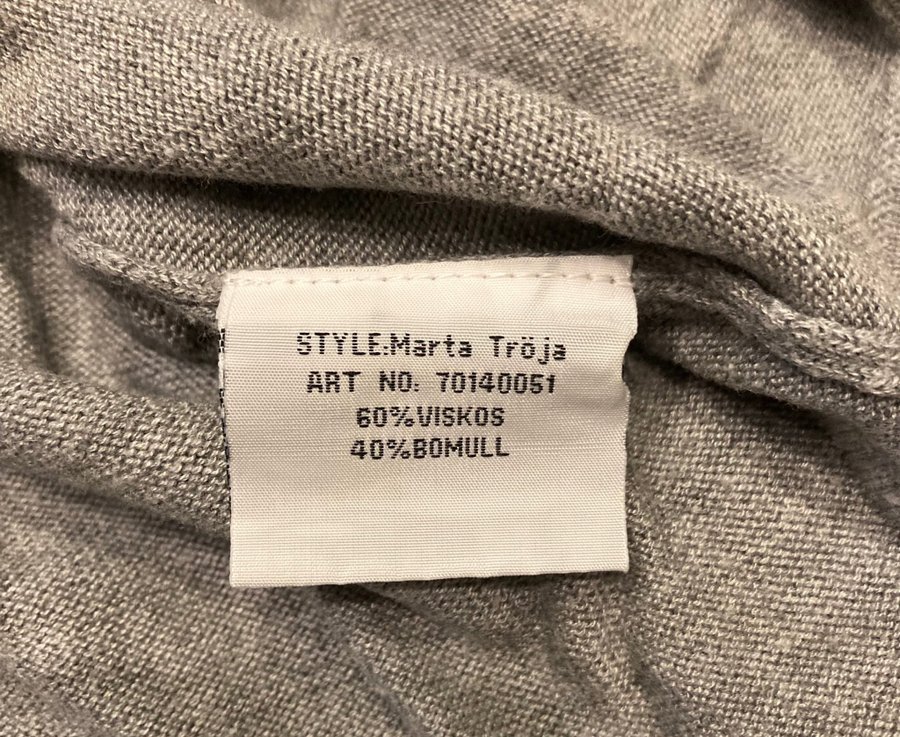 STYLE:Marta Tröja
ART NO: 70140051
60%VISKOS
40%BOMULL